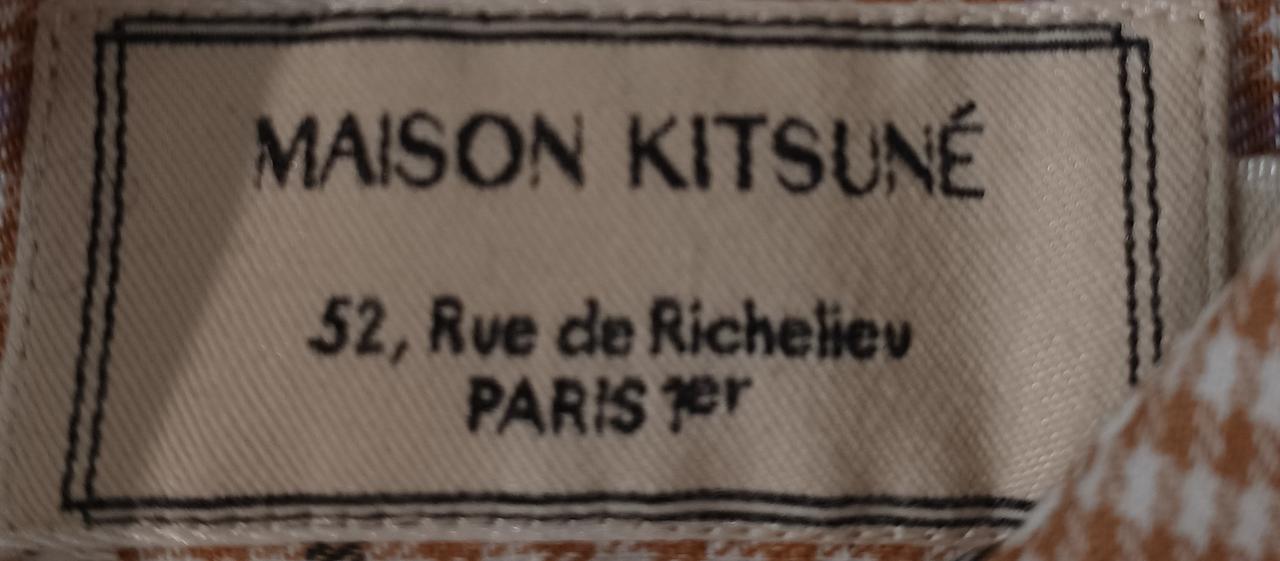 MAISON KITSUNÉ
52, Rue de Richelieu
PARIS 1er